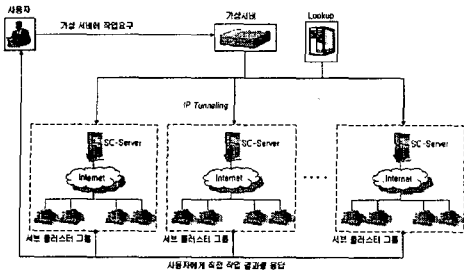 사용자
가상 서버에 작업요구
가상서버
Lookup
IP Tunneling
SC-Server
SC-Server
SC-Server
Internet
Internet
Internet
서브 클러스터 그룹
서브 클러스터 그룹
서브 클러스터 그룹
사용자에게 직접 작업 결과를 응답